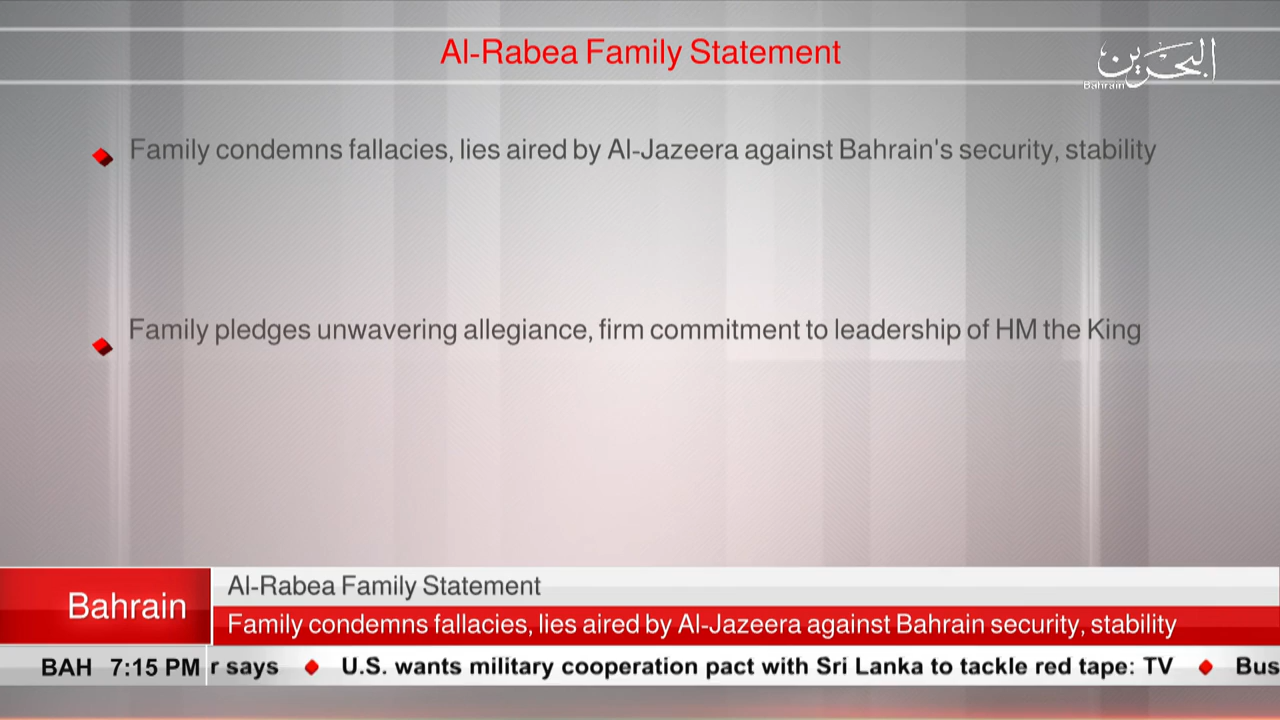 Al-Rabea Family Statement
البحرين
Bahrain
Family condemns fallacies, lies aired by Al-Jazeera against Bahrain's security, stability
Family pledges unwavering allegiance, firm commitment to leadership of HM the King
Bahrain
Al-Rabea Family Statement
Family condemns fallacies, lies aired by Al-Jazeera against Bahrain security, stability
BAH 7:15 PM r says U.S. wants military cooperation pact with Sri Lanka to tackle red tape: TV Bus